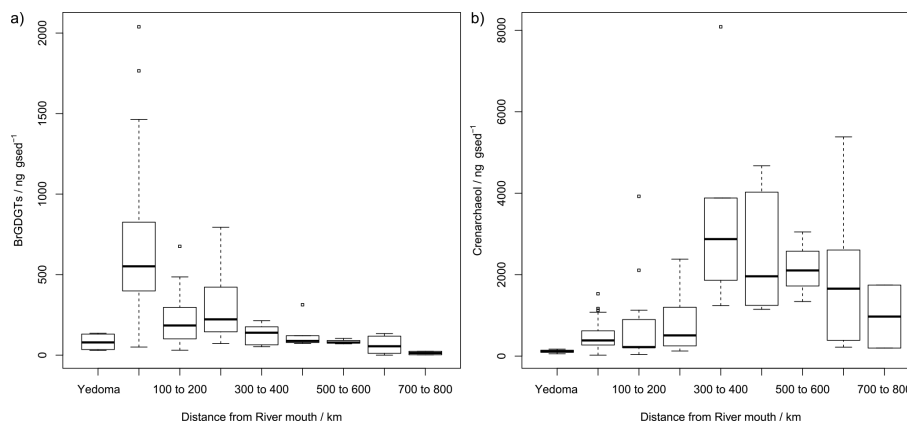 a)
BrGDGTs / ng gsed⁻¹
2000
1500
1000
500
0
Yedoma 100 to 200 300 to 400 500 to 600 700 to 800
Distance from River mouth / km
b)
Crenarchaeol / ng gsed⁻¹
8000
6000
4000
2000
0
Yedoma 100 to 200 300 to 400 500 to 600 700 to 800
Distance from River mouth / km